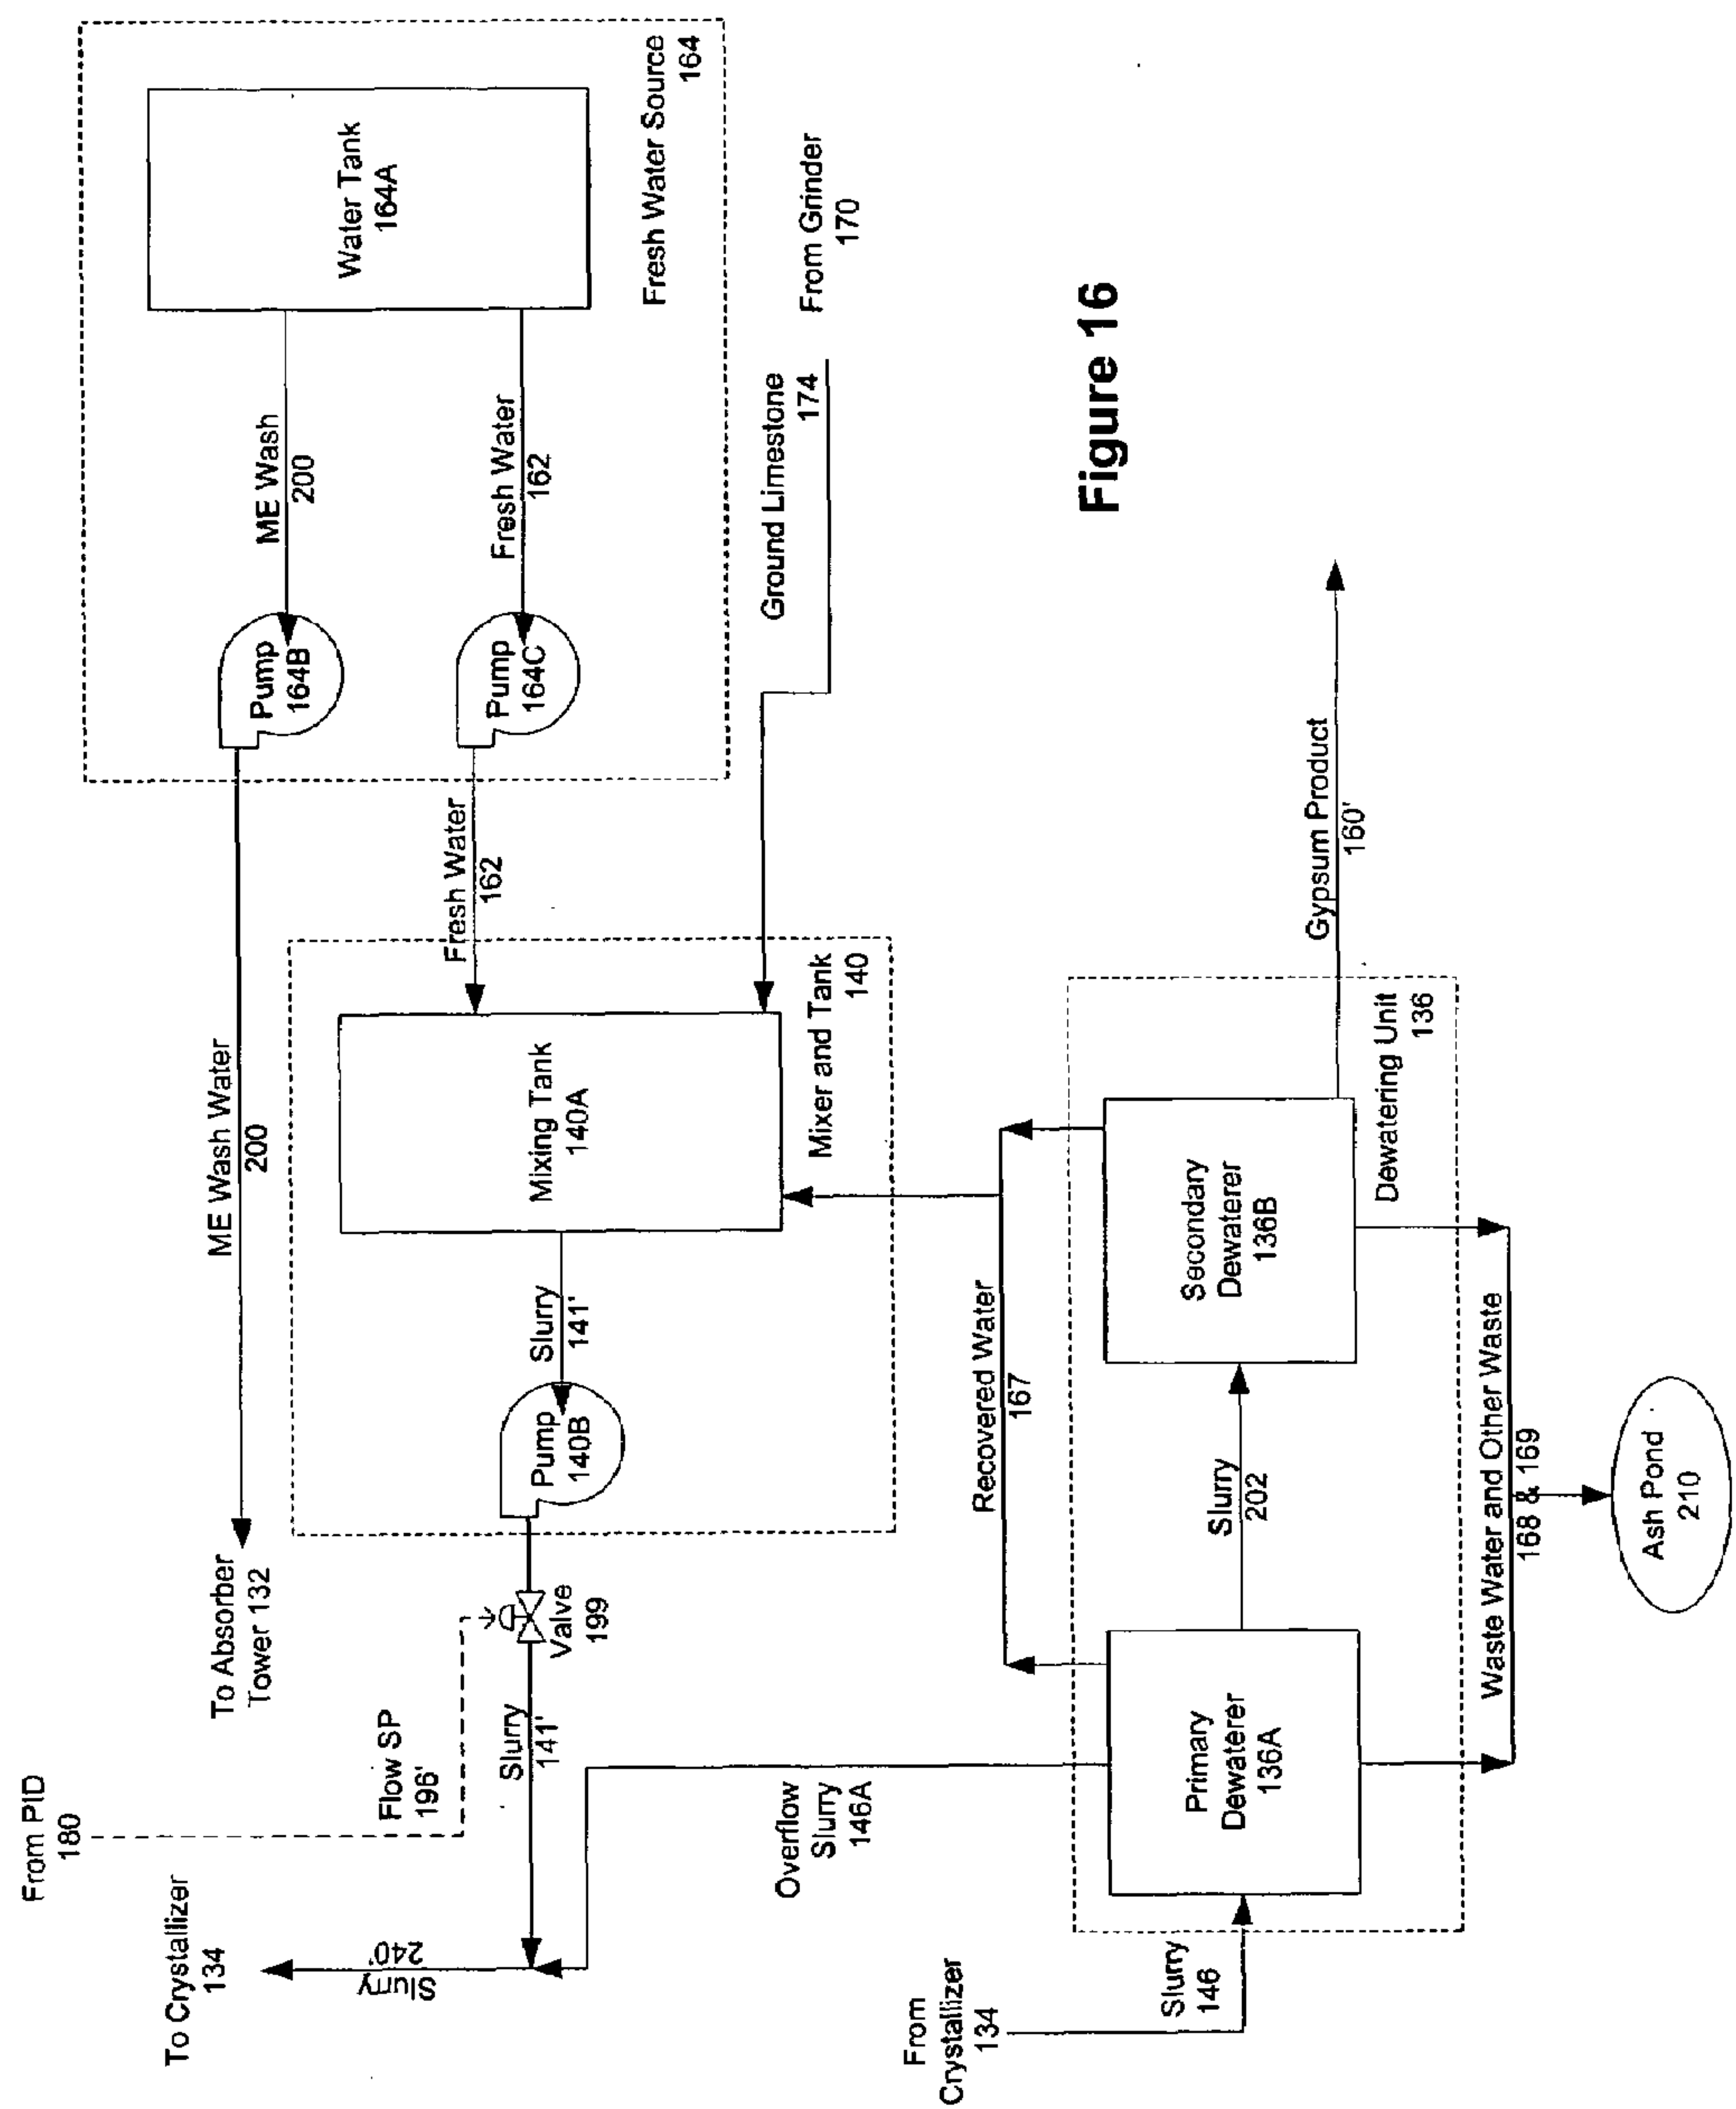 From PID
180
Flow SP
196'
To Crystallizer
134
Slurry
240'
To Absorber
Tower 132
ME Wash Water
200
Pump
164B
ME Wash
200
Water Tank
164A
Pump
164C
Fresh Water
162
Fresh Water Source
164
Fresh Water
162
Slurry
141'
Valve
199
Pump
140B
Slurry
141'
Mixing Tank
140A
Mixer and Tank
140
Ground Limestone
174
From Grinder
170
Overflow
Slurry
146A
Recovered Water
167
From
Crystallizer
134
Slurry
146
Primary
Dewaterer
136A
Slurry
202
Secondary
Dewaterer
136B
Dewatering Unit
136
Gypsum Product
160'
Waste Water and Other Waste
168 & 169
Ash Pond
210
Figure 16